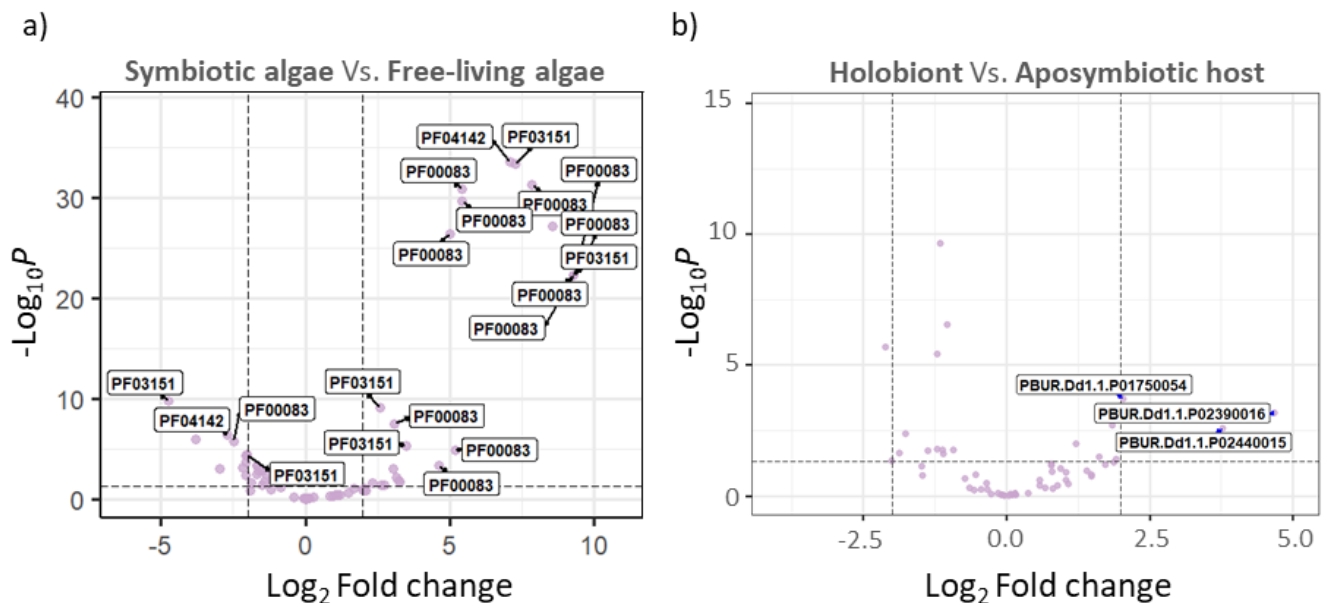 a)
Symbiotic algae Vs. Free-living algae
40
30
20
10
0
-Log10P
PF04142
PF03151
PF00083
PF00083
PF00083
PF00083
PF00083
PF00083
PF03151
PF00083
PF00083
PF03151
PF03151
PF00083
PF04142
PF00083
PF03151
PF00083
PF03151
PF00083
-5
0
5
10
Log2 Fold change
b)
Holobiont Vs. Aposymbiotic host
15
10
5
0
-Log10P
PBUR.Dd1.1.P01750054
PBUR.Dd1.1.P02390016
PBUR.Dd1.1.P02440015
-2.5
0.0
2.5
5.0
Log2 Fold change